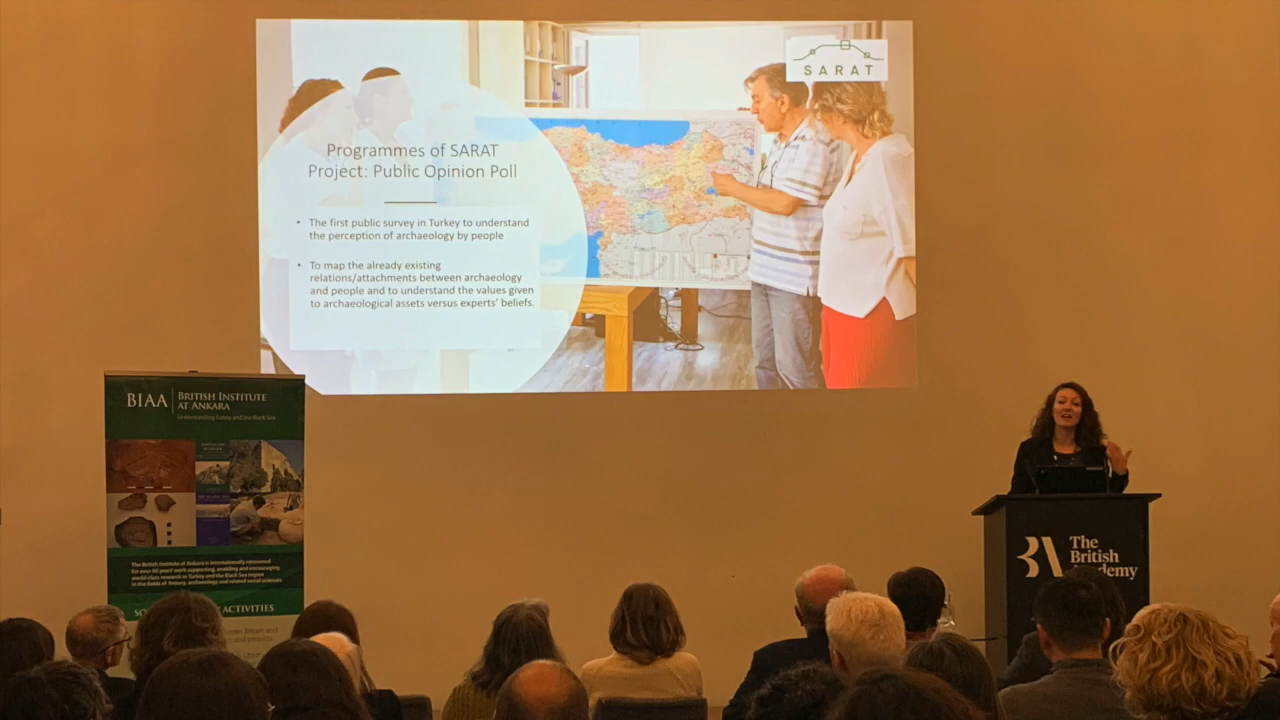 SARAT
Programmes of SARAT
Project: Public Opinion Poll
• The first public survey in Turkey to understand
the perception of archaeology by people
• To map the already existing
relations/attachments between archaeology
and people and to understand the values given
to archaeological assets versus experts' beliefs.
BIAA
BRITISH INSTITUTE
AT ANKARA
Understanding Turkey and the Black Sea
The British Institute at Ankara is internationally renowned
for over 60 years' work supporting, enabling and encouraging
world-class research in Turkey and the Black Sea region
in the fields of history, archaeology and related social sciences
ACTIVITIES
The
British
Academy